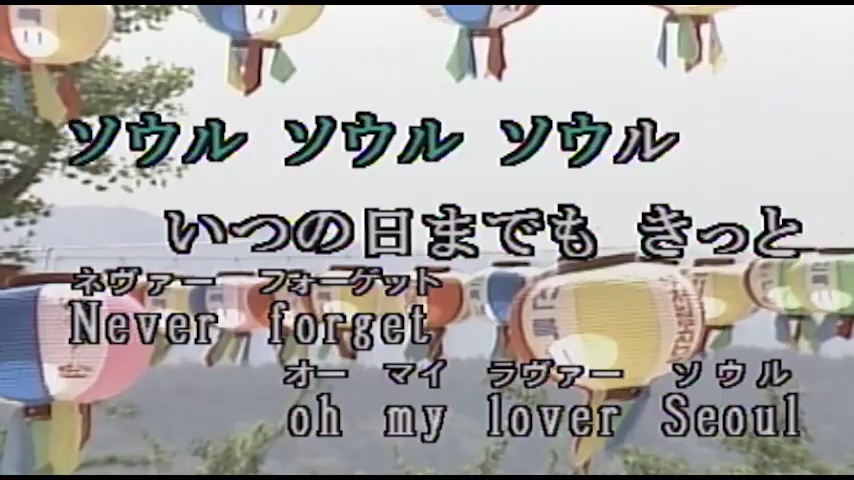 ソウル ソウル ソウル
いつの日までも きっと
ネヴァー フォーゲット
Never forget
オー マイ ラヴァー ソウル
oh my lover Seoul